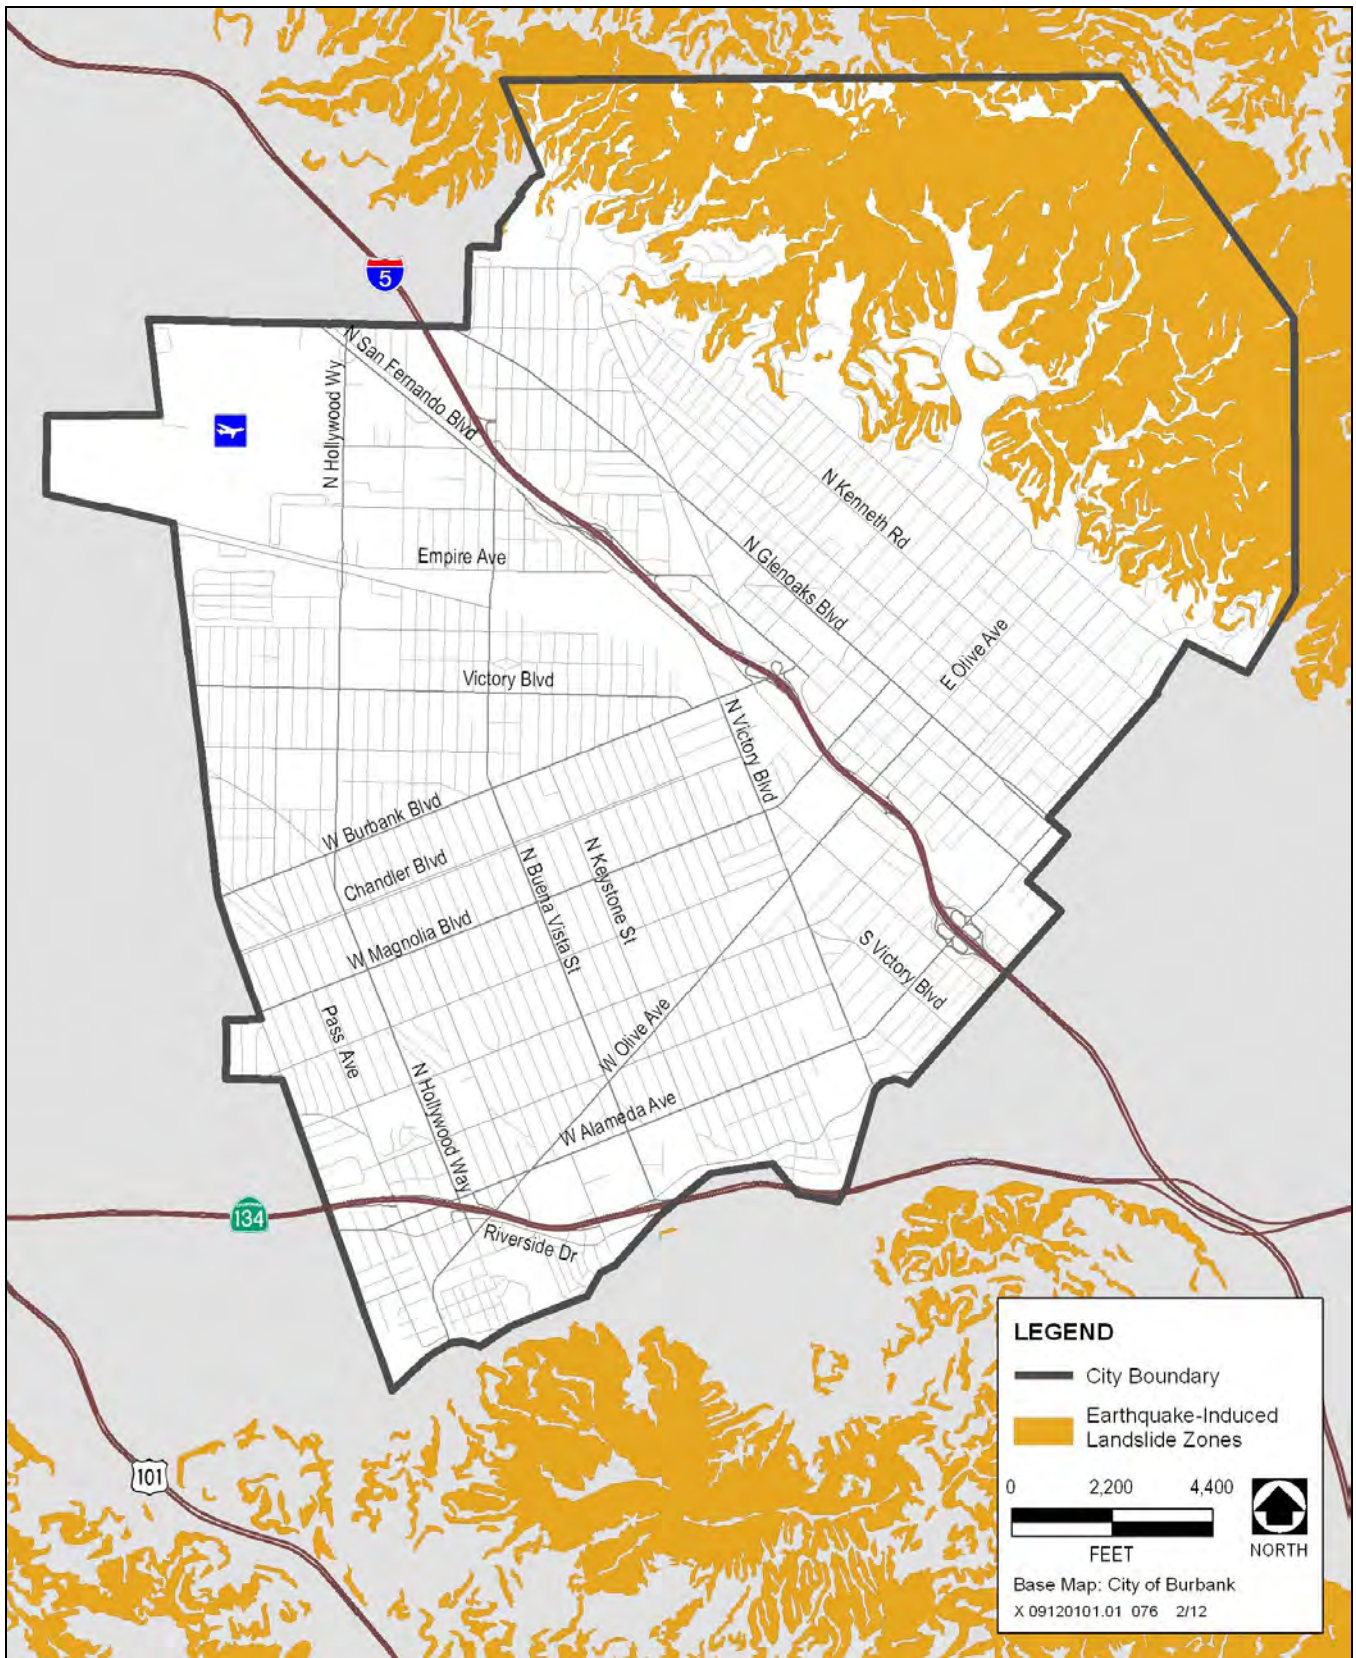 5
N San Fernando Blvd
N Hollywood Wy
N Kenneth Rd
Empire Ave
N Glenoaks Blvd
E Olive Ave
Victory Blvd
N Victory Blvd
W Burbank Blvd
Chandler Blvd
N Keystone St
N Buena Vista St
W Magnolia Blvd
S Victory Blvd
Pass Ave
W Olive Ave
N Hollywood Way
W Alameda Ave
134
Riverside Dr
101
LEGEND
City Boundary
Earthquake-Induced
Landslide Zones
0 2,200 4,400
FEET
NORTH
Base Map: City of Burbank
X 09120101.01 076 2/12